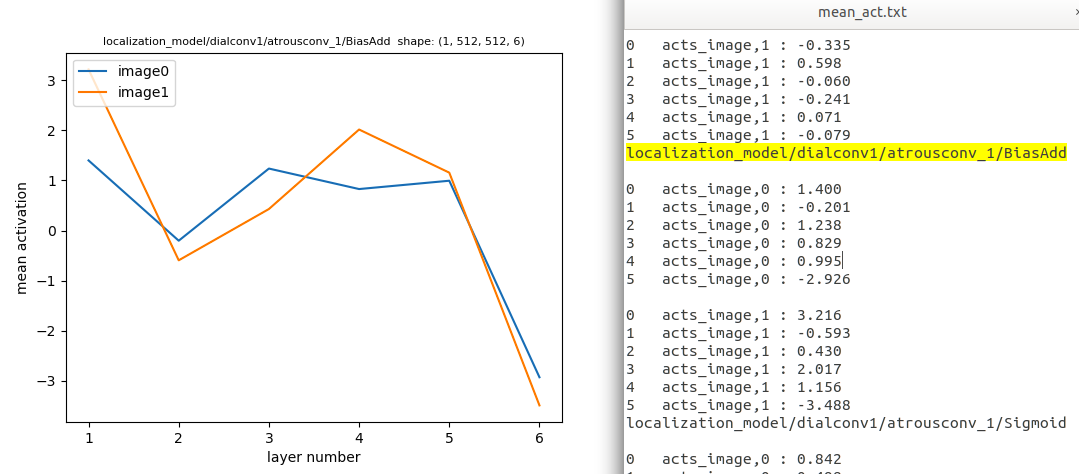 localization_model/dialconv1/atrousconv_1/BiasAdd shape: (1, 512, 512, 6)
image0
image1
3
2
1
0
−1
−2
−3
mean activation
1 2 3 4 5 6
layer number
mean_act.txt
0 acts_image,1 : -0.335
1 acts_image,1 : 0.598
2 acts_image,1 : -0.060
3 acts_image,1 : -0.241
4 acts_image,1 : 0.071
5 acts_image,1 : -0.079
localization_model/dialconv1/atrousconv_1/BiasAdd
0 acts_image,0 : 1.400
1 acts_image,0 : -0.201
2 acts_image,0 : 1.238
3 acts_image,0 : 0.829
4 acts_image,0 : 0.995
5 acts_image,0 : -2.926
0 acts_image,1 : 3.216
1 acts_image,1 : -0.593
2 acts_image,1 : 0.430
3 acts_image,1 : 2.017
4 acts_image,1 : 1.156
5 acts_image,1 : -3.488
localization_model/dialconv1/atrousconv_1/Sigmoid
0 acts_image,0 : 0.842